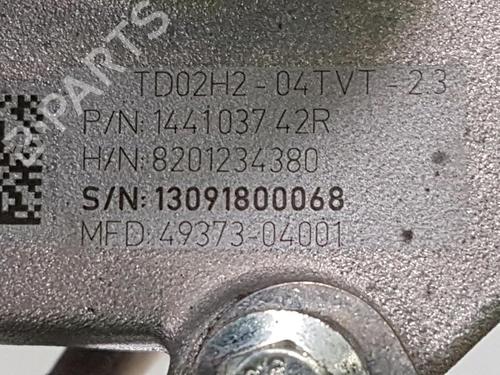 B PARTS
TD02H2-04TVT-2.3
P/N:144103742R
H/N:8201234380
S/N:13091800068
MFD:49373-04001